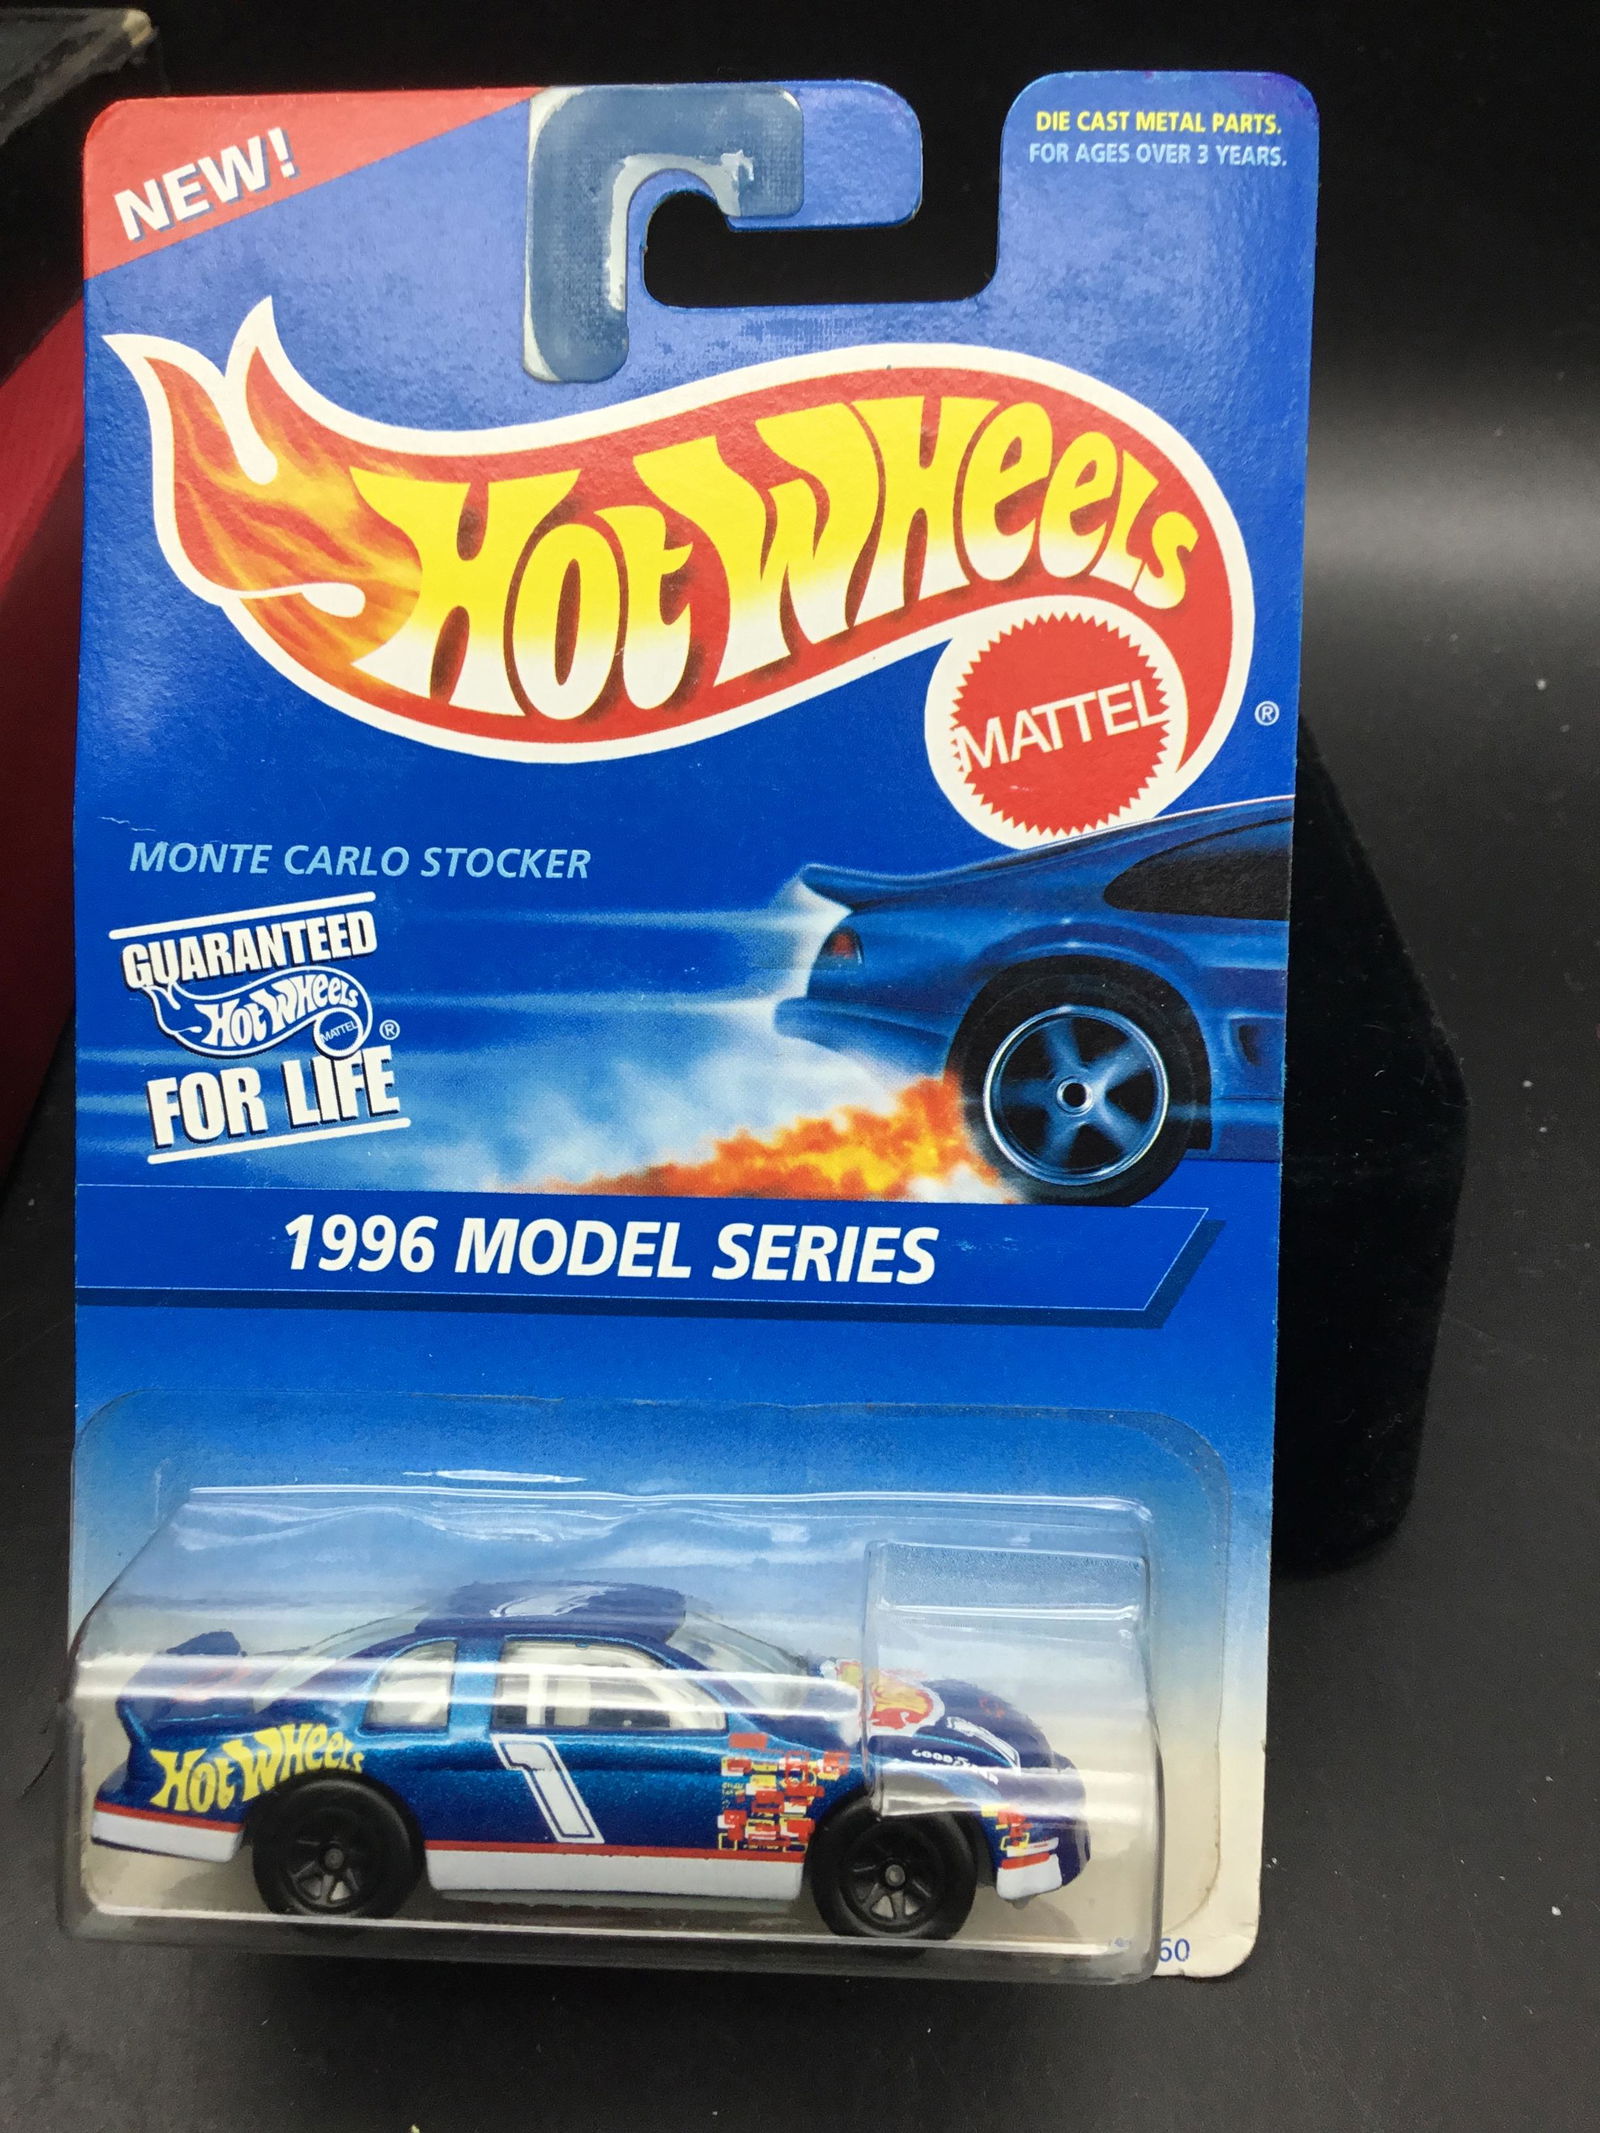 NEW!
DIE CAST METAL PARTS.
FOR AGES OVER 3 YEARS.
HOT WHEELS
MATTEL
®
MONTE CARLO STOCKER
GUARANTEED
HOT WHEELS
MATTEL ®
FOR LIFE
1996 MODEL SERIES
HOT WHEELS
1
60